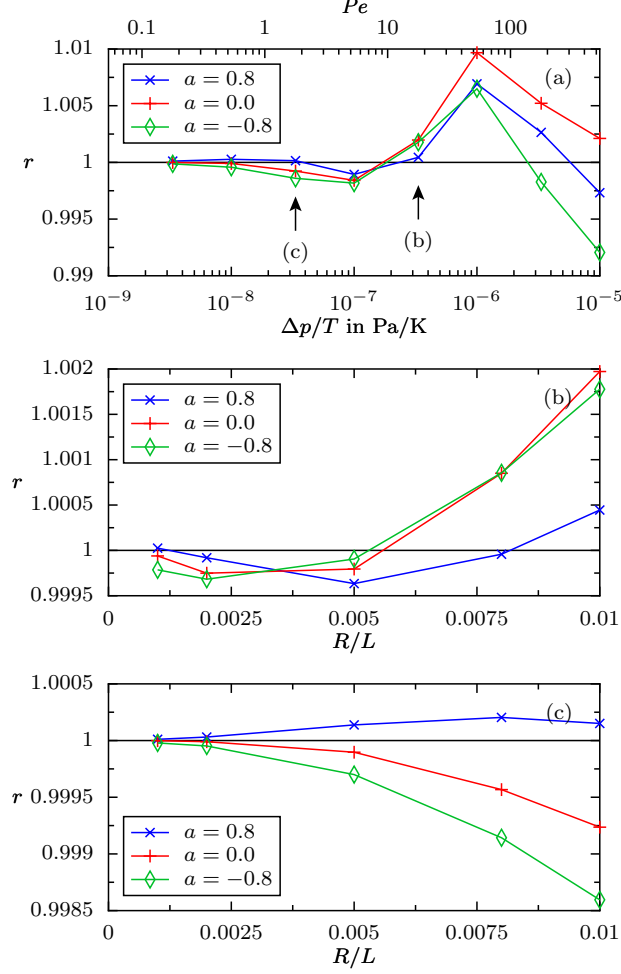 Pe
0.1 1 10 100
1.01
1.005
1
0.995
0.99
r
a = 0.8
a = 0.0
a = −0.8
(a)
(c)
(b)
10⁻⁹ 10⁻⁸ 10⁻⁷ 10⁻⁶ 10⁻⁵
Δp/T in Pa/K
1.002
1.0015
1.001
1.0005
1
0.9995
r
a = 0.8
a = 0.0
a = −0.8
(b)
0 0.0025 0.005 0.0075 0.01
R/L
1.0005
1
0.9995
0.999
0.9985
r
(c)
a = 0.8
a = 0.0
a = −0.8
0 0.0025 0.005 0.0075 0.01
R/L